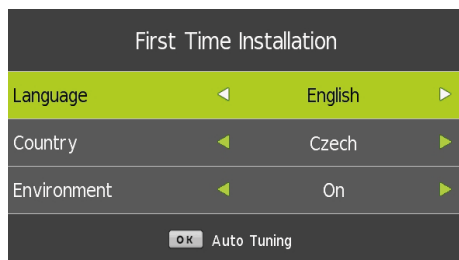 First Time Installation
Language English
Country Czech
Environment On
OK Auto Tuning